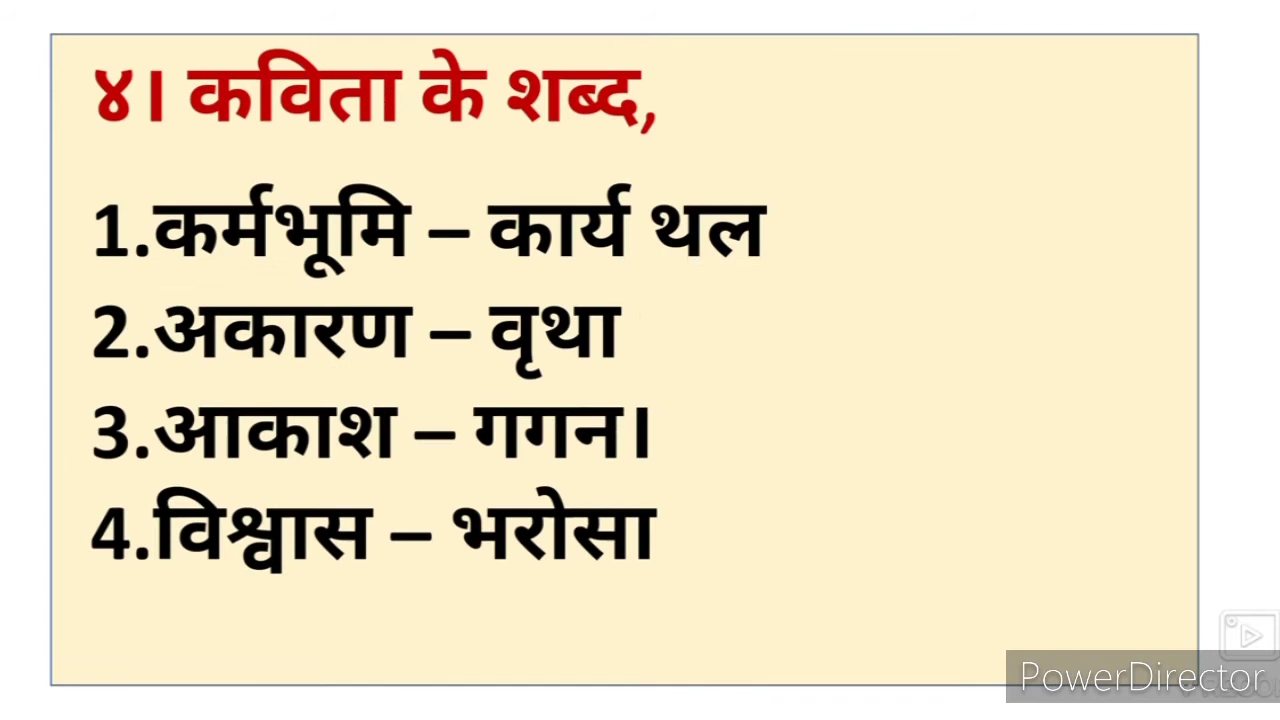 ४। कविता के शब्द,
1.कर्मभूमि – कार्य थल
2.अकारण – वृथा
3.आकाश – गगन।
4.विश्वास – भरोसा
PowerDirector